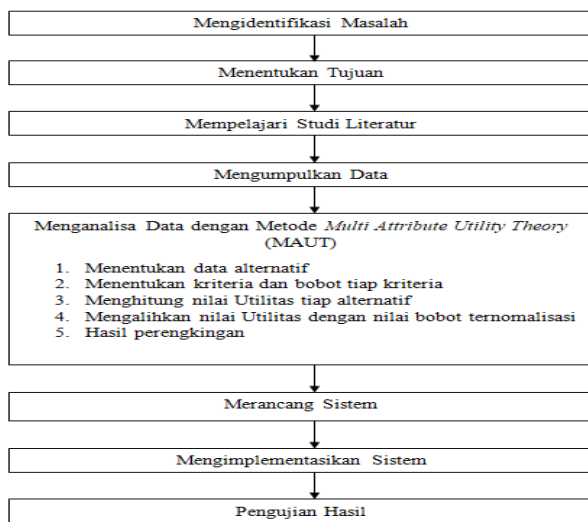 Mengidentifikasi Masalah
Menentukan Tujuan
Mempelajari Studi Literatur
Mengumpulkan Data
Menganalisa Data dengan Metode Multi Attribute Utility Theory
(MAUT)
1. Menentukan data alternatif
2. Menentukan kriteria dan bobot tiap kriteria
3. Menghitung nilai Utilitas tiap alternatif
4. Mengalihkan nilai Utilitas dengan nilai bobot ternomalisasi
5. Hasil perengkingan
Merancang Sistem
Mengimplementasikan Sistem
Pengujian Hasil